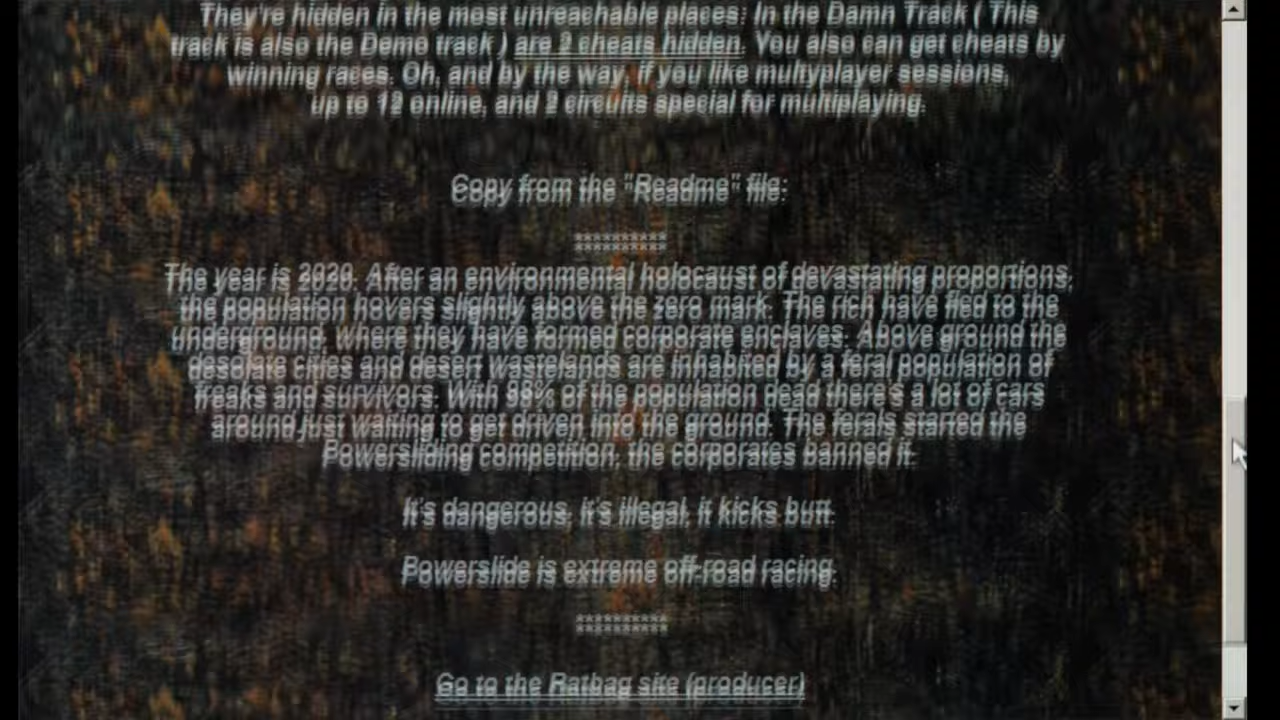 They're hidden in the most unreachable places: In the Damn Track ( This
track is also the Demo track ) are 2 cheats hidden. You also can get cheats by
winning races. Oh, and by the way, if you like multyplayer sessions,
up to 12 online, and 2 circuits special for multiplaying.
Copy from the "Readme" file:
**********
The year is 2020. After an environmental holocaust of devastating proportions,
the population hovers slightly above the zero mark. The rich have fled to the
underground, where they have formed corporate enclaves. Above ground the
desolate cities and desert wastelands are inhabited by a feral population of
freaks and survivors. With 98% of the population dead there's a lot of cars
around just waiting to get driven into the ground. The ferals started the
Powersliding competition, the corporates banned it.
It's dangerous, it's illegal, it kicks butt.
Powerslide is extreme off-road racing.
**********
Go to the Ratbag site (producer)